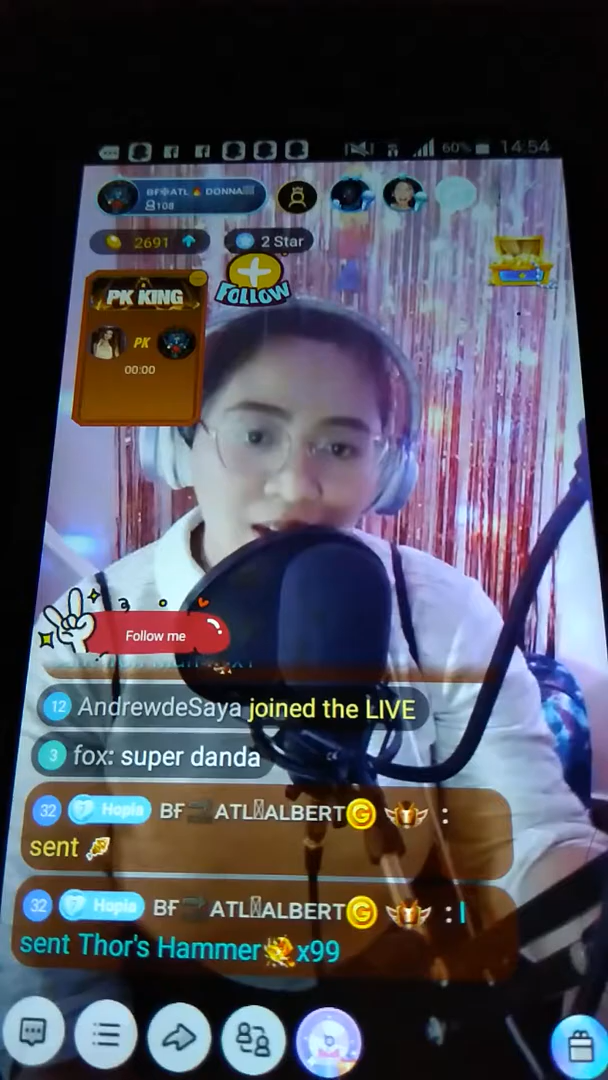 60% 14:54
BF ATL DONNA
108
2691
2 Star
FOLLOW
PK KING
PK
00:00
Follow me
12 AndrewdeSaya joined the LIVE
3 fox: super danda
32 Hopia BF ATL ALBERT G :
sent
32 Hopia BF ATL ALBERT G : I
sent Thor's Hammer x99